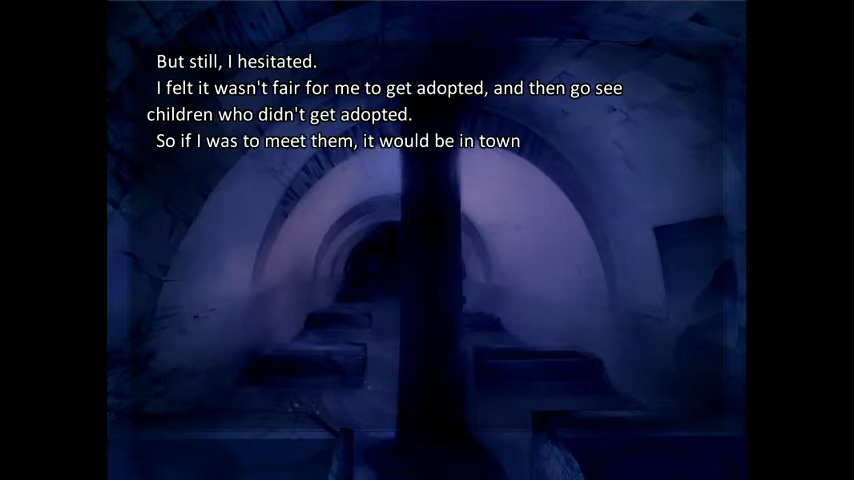 But still, I hesitated.
I felt it wasn't fair for me to get adopted, and then go see
children who didn't get adopted.
So if I was to meet them, it would be in town